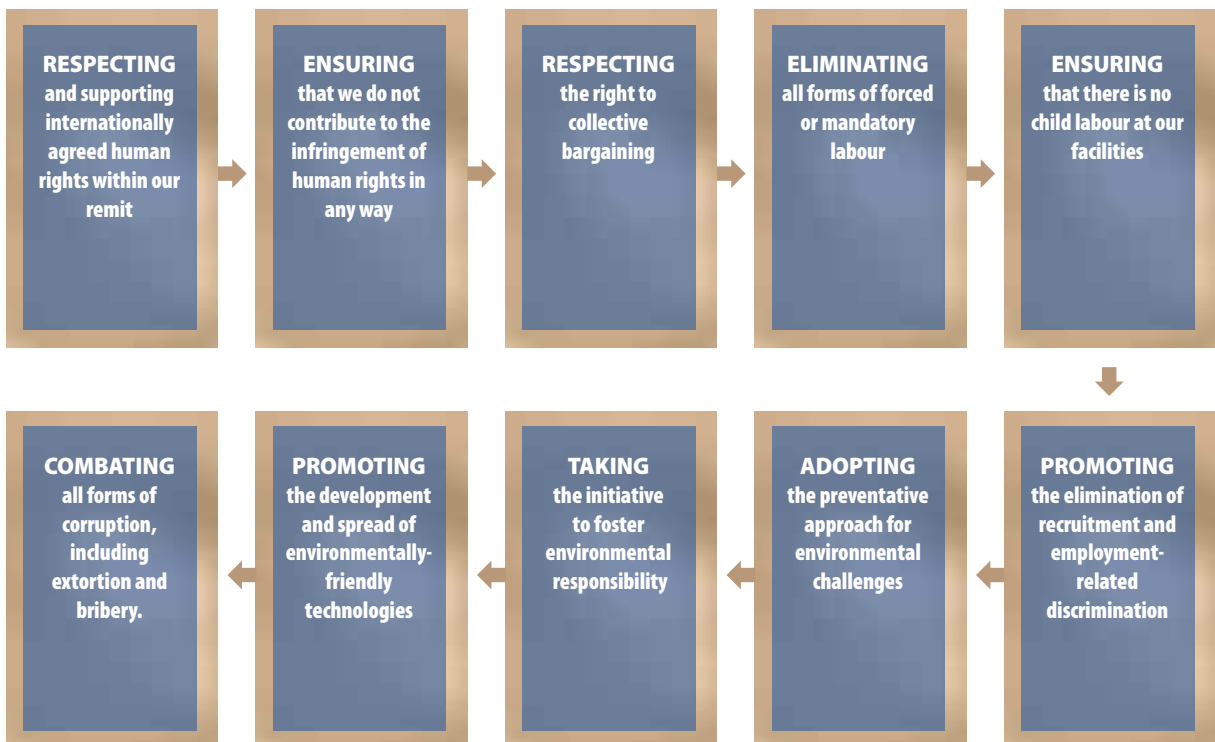 RESPECTING
and supporting
internationally
agreed human
rights within our
remit
ENSURING
that we do not
contribute to the
infringement of
human rights in
any way
RESPECTING
the right to
collective
bargaining
ELIMINATING
all forms of forced
or mandatory
labour
ENSURING
that there is no
child labour at our
facilities
PROMOTING
the elimination of
recruitment and
employment-
related
discrimination
ADOPTING
the preventative
approach for
environmental
challenges
TAKING
the initiative
to foster
environmental
responsibility
PROMOTING
the development
and spread of
environmentally-
friendly
technologies
COMBATING
all forms of
corruption,
including
extortion and
bribery.